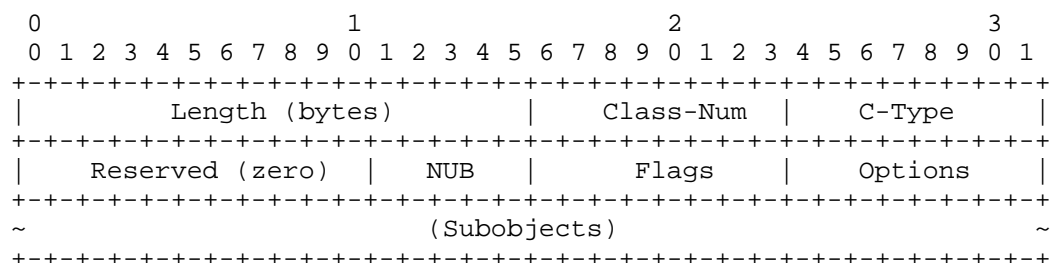 0                   1                   2                   3
 0 1 2 3 4 5 6 7 8 9 0 1 2 3 4 5 6 7 8 9 0 1 2 3 4 5 6 7 8 9 0 1
+-+-+-+-+-+-+-+-+-+-+-+-+-+-+-+-+-+-+-+-+-+-+-+-+-+-+-+-+-+-+-+-+
|         Length (bytes)        |   Class-Num   |    C-Type     |
+-+-+-+-+-+-+-+-+-+-+-+-+-+-+-+-+-+-+-+-+-+-+-+-+-+-+-+-+-+-+-+-+
|    Reserved (zero)  |   NUB   |     Flags     |    Options    |
+-+-+-+-+-+-+-+-+-+-+-+-+-+-+-+-+-+-+-+-+-+-+-+-+-+-+-+-+-+-+-+-+
~                         (Subobjects)                          ~
+-+-+-+-+-+-+-+-+-+-+-+-+-+-+-+-+-+-+-+-+-+-+-+-+-+-+-+-+-+-+-+-+